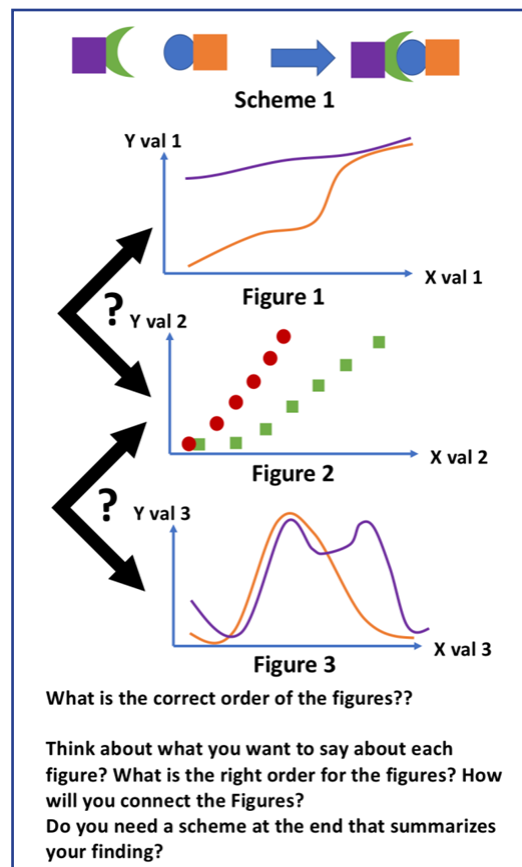 Scheme 1
Y val 1
X val 1
Figure 1
?
Y val 2
X val 2
Figure 2
?
Y val 3
X val 3
Figure 3
What is the correct order of the figures??
Think about what you want to say about each
figure? What is the right order for the figures? How
will you connect the Figures?
Do you need a scheme at the end that summarizes
your finding?